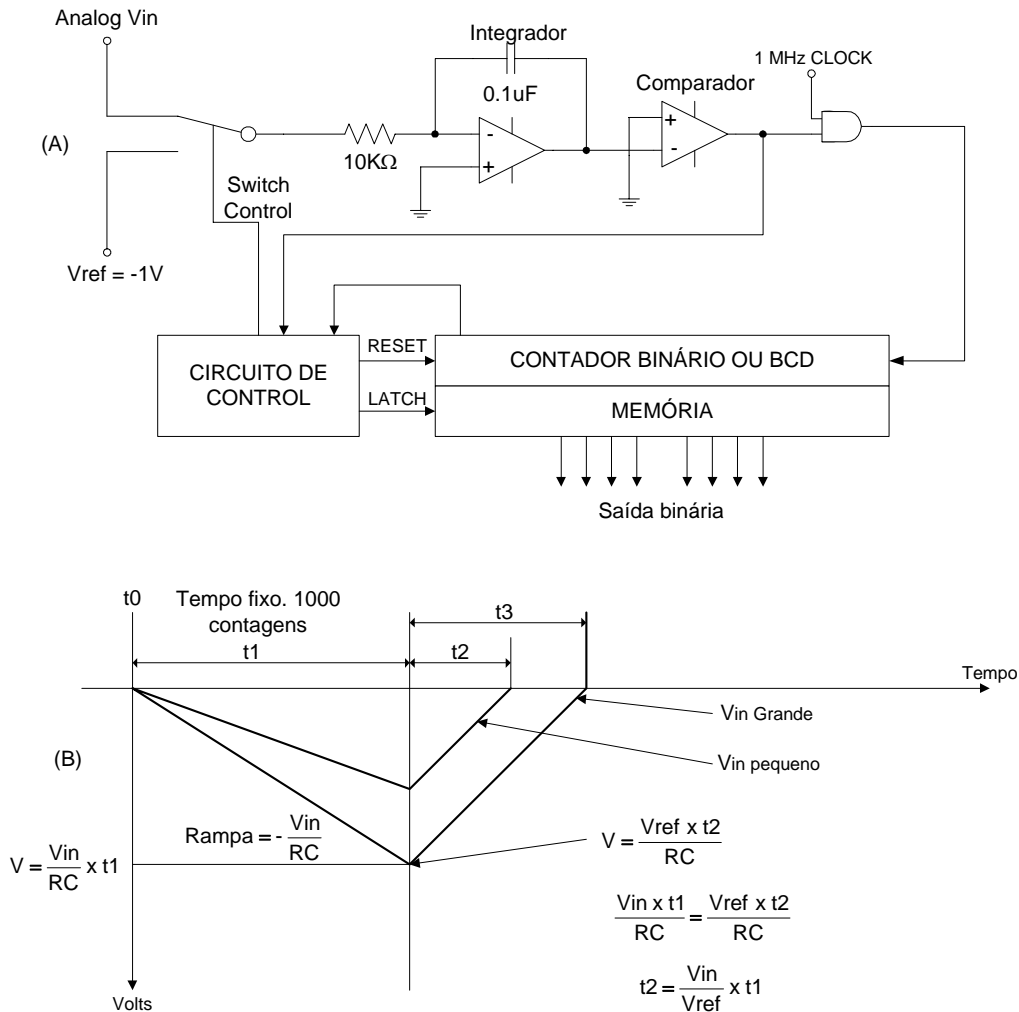 Analog Vin
Integrador
1 MHz CLOCK
0.1uF
Comparador
(A)
-
+
+
-
10KΩ
Switch
Control
Vref = -1V
CIRCUITO DE
CONTROL
RESET
LATCH
CONTADOR BINÁRIO OU BCD
MEMÓRIA
Saída binária
t0
Tempo fixo. 1000
contagens
t1
t2
t3
Tempo
Vin Grande
Vin pequeno
(B)
Rampa = - Vin
RC
V = Vin x t1
RC
V = Vref x t2
RC
Vin x t1 = Vref x t2
RC RC
t2 = Vin x t1
Vref
Volts